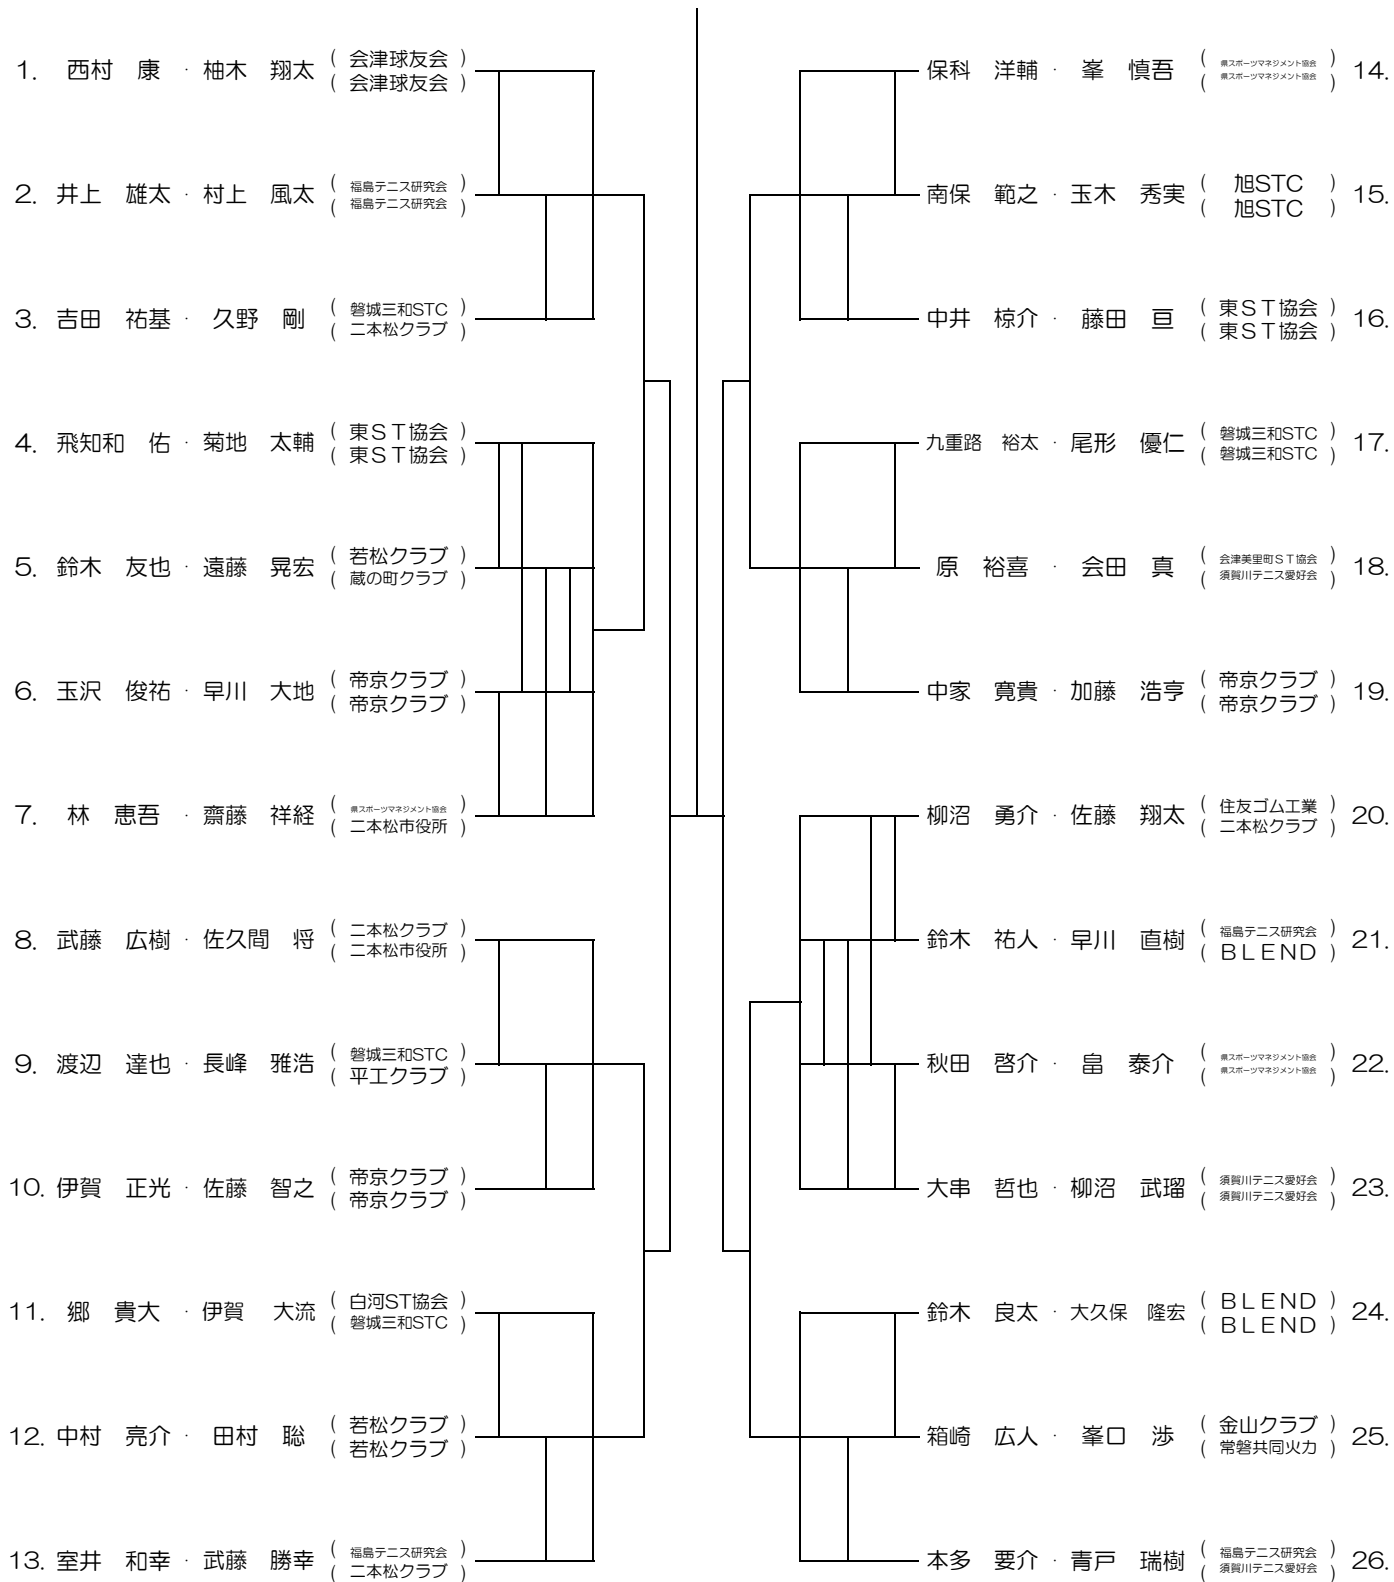 1. 西村 康 ・ 柚木 翔太 ( 会津球友会 )
( 会津球友会 )
2. 井上 雄太 ・ 村上 風太 ( 福島テニス研究会 )
( 福島テニス研究会 )
3. 吉田 祐基 ・ 久野 剛 ( 磐城三和STC )
( 二本松クラブ )
4. 飛知和 佑 ・ 菊地 太輔 ( 東ST協会 )
( 東ST協会 )
5. 鈴木 友也 ・ 遠藤 晃宏 ( 若松クラブ )
( 蔵の町クラブ )
6. 玉沢 俊祐 ・ 早川 大地 ( 帝京クラブ )
( 帝京クラブ )
7. 林 恵吾 ・ 齋藤 祥経 ( 県スポーツマネジメント協会 )
( 二本松市役所 )
8. 武藤 広樹 ・ 佐久間 将 ( 二本松クラブ )
( 二本松市役所 )
9. 渡辺 達也 ・ 長峰 雅浩 ( 磐城三和STC )
( 平工クラブ )
10. 伊賀 正光 ・ 佐藤 智之 ( 帝京クラブ )
( 帝京クラブ )
11. 郷 貴大 ・ 伊賀 大流 ( 白河ST協会 )
( 磐城三和STC )
12. 中村 亮介 ・ 田村 聡 ( 若松クラブ )
( 若松クラブ )
13. 室井 和幸 ・ 武藤 勝幸 ( 福島テニス研究会 )
( 二本松クラブ )
保科 洋輔 ・ 峯 慎吾 ( 県スポーツマネジメント協会 ) 14.
( 県スポーツマネジメント協会 )
南保 範之 ・ 玉木 秀実 ( 旭STC ) 15.
( 旭STC )
中井 椋介 ・ 藤田 亘 ( 東ST協会 ) 16.
( 東ST協会 )
九重路 裕太 ・ 尾形 優仁 ( 磐城三和STC ) 17.
( 磐城三和STC )
原 裕喜 ・ 会田 真 ( 会津美里町ST協会 ) 18.
( 須賀川テニス愛好会 )
中家 寛貴 ・ 加藤 浩亨 ( 帝京クラブ ) 19.
( 帝京クラブ )
柳沼 勇介 ・ 佐藤 翔太 ( 住友ゴム工業 ) 20.
( 二本松クラブ )
鈴木 祐人 ・ 早川 直樹 ( 福島テニス研究会 ) 21.
( BLEND )
秋田 啓介 ・ 畠 泰介 ( 県スポーツマネジメント協会 ) 22.
( 県スポーツマネジメント協会 )
大串 哲也 ・ 柳沼 武瑠 ( 須賀川テニス愛好会 ) 23.
( 須賀川テニス愛好会 )
鈴木 良太 ・ 大久保 隆宏 ( BLEND ) 24.
( BLEND )
箱崎 広人 ・ 峯口 渉 ( 金山クラブ ) 25.
( 常磐共同火力 )
本多 要介 ・ 青戸 瑞樹 ( 福島テニス研究会 ) 26.
( 須賀川テニス愛好会 )